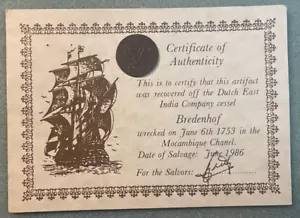 Certificate of
Authenticity
This is to certify that this artifact
was recovered off the Dutch East
India Company vessel
Bredenhof
wrecked on June 6th 1753 in the
Mocambique Chanel.
Date of Salvage: June 1986
For the Salvors: